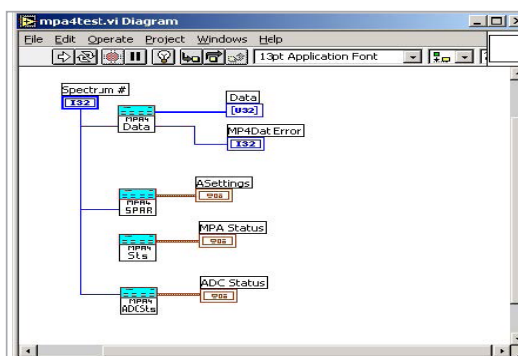 mpa4test.vi Diagram
File Edit Operate Project Windows Help
13pt Application Font
Spectrum #
I32
MPA4
Data
Data
[U32]
MP4Dat Error
I32
MPA4
SPAR
ASettings
MPA4
Sts
MPA Status
MPA4
ADCSts
ADC Status